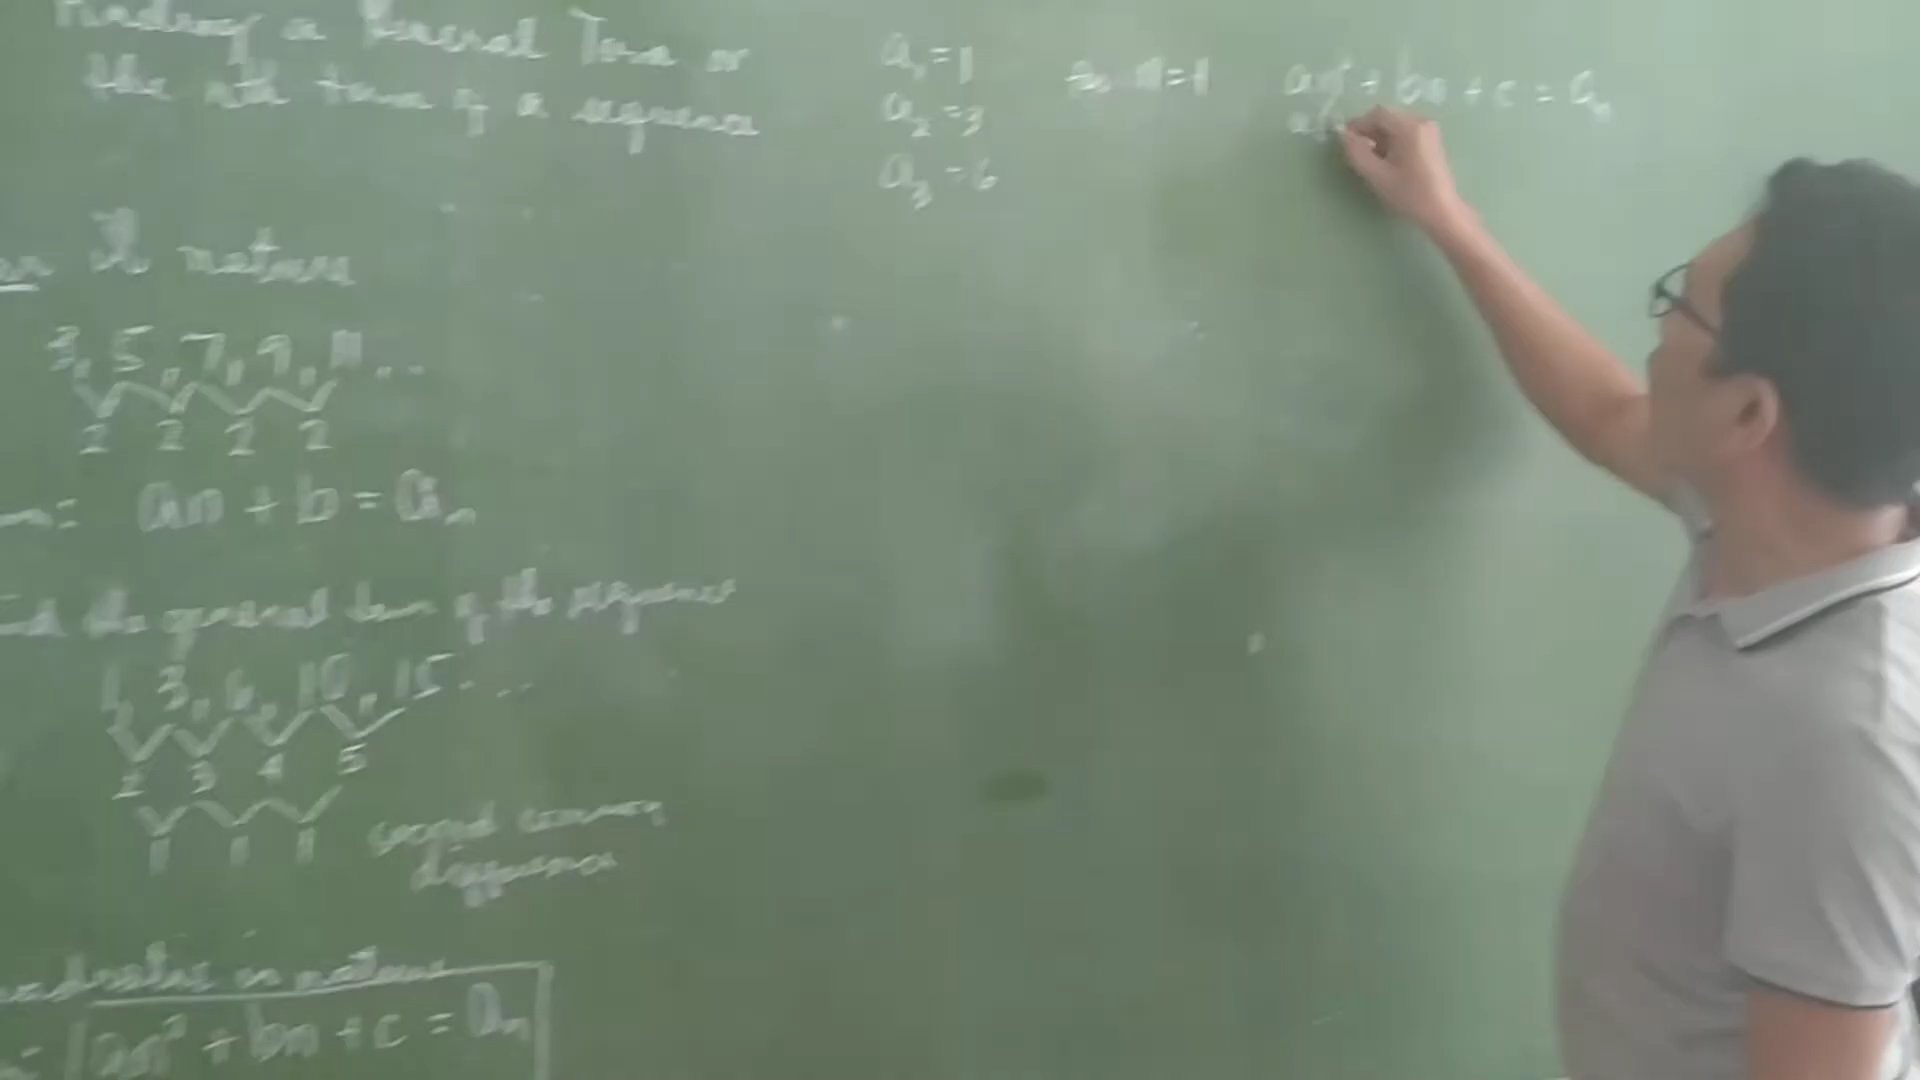 Finding a General Term or
the nth term of a sequence
in nature
3, 5, 7, 9, 11 ...
2 2 2 2
an + b = aₙ
the general term of the sequence
1, 3, 6, 10, 15 ...
2 3 4 5
1 1 1
second common
difference
in nature
an² + bn + c = aₙ
a₁ = 1
a₂ = 3
a₃ = 6
n = 1
an² + bn + c = aₙ
a(